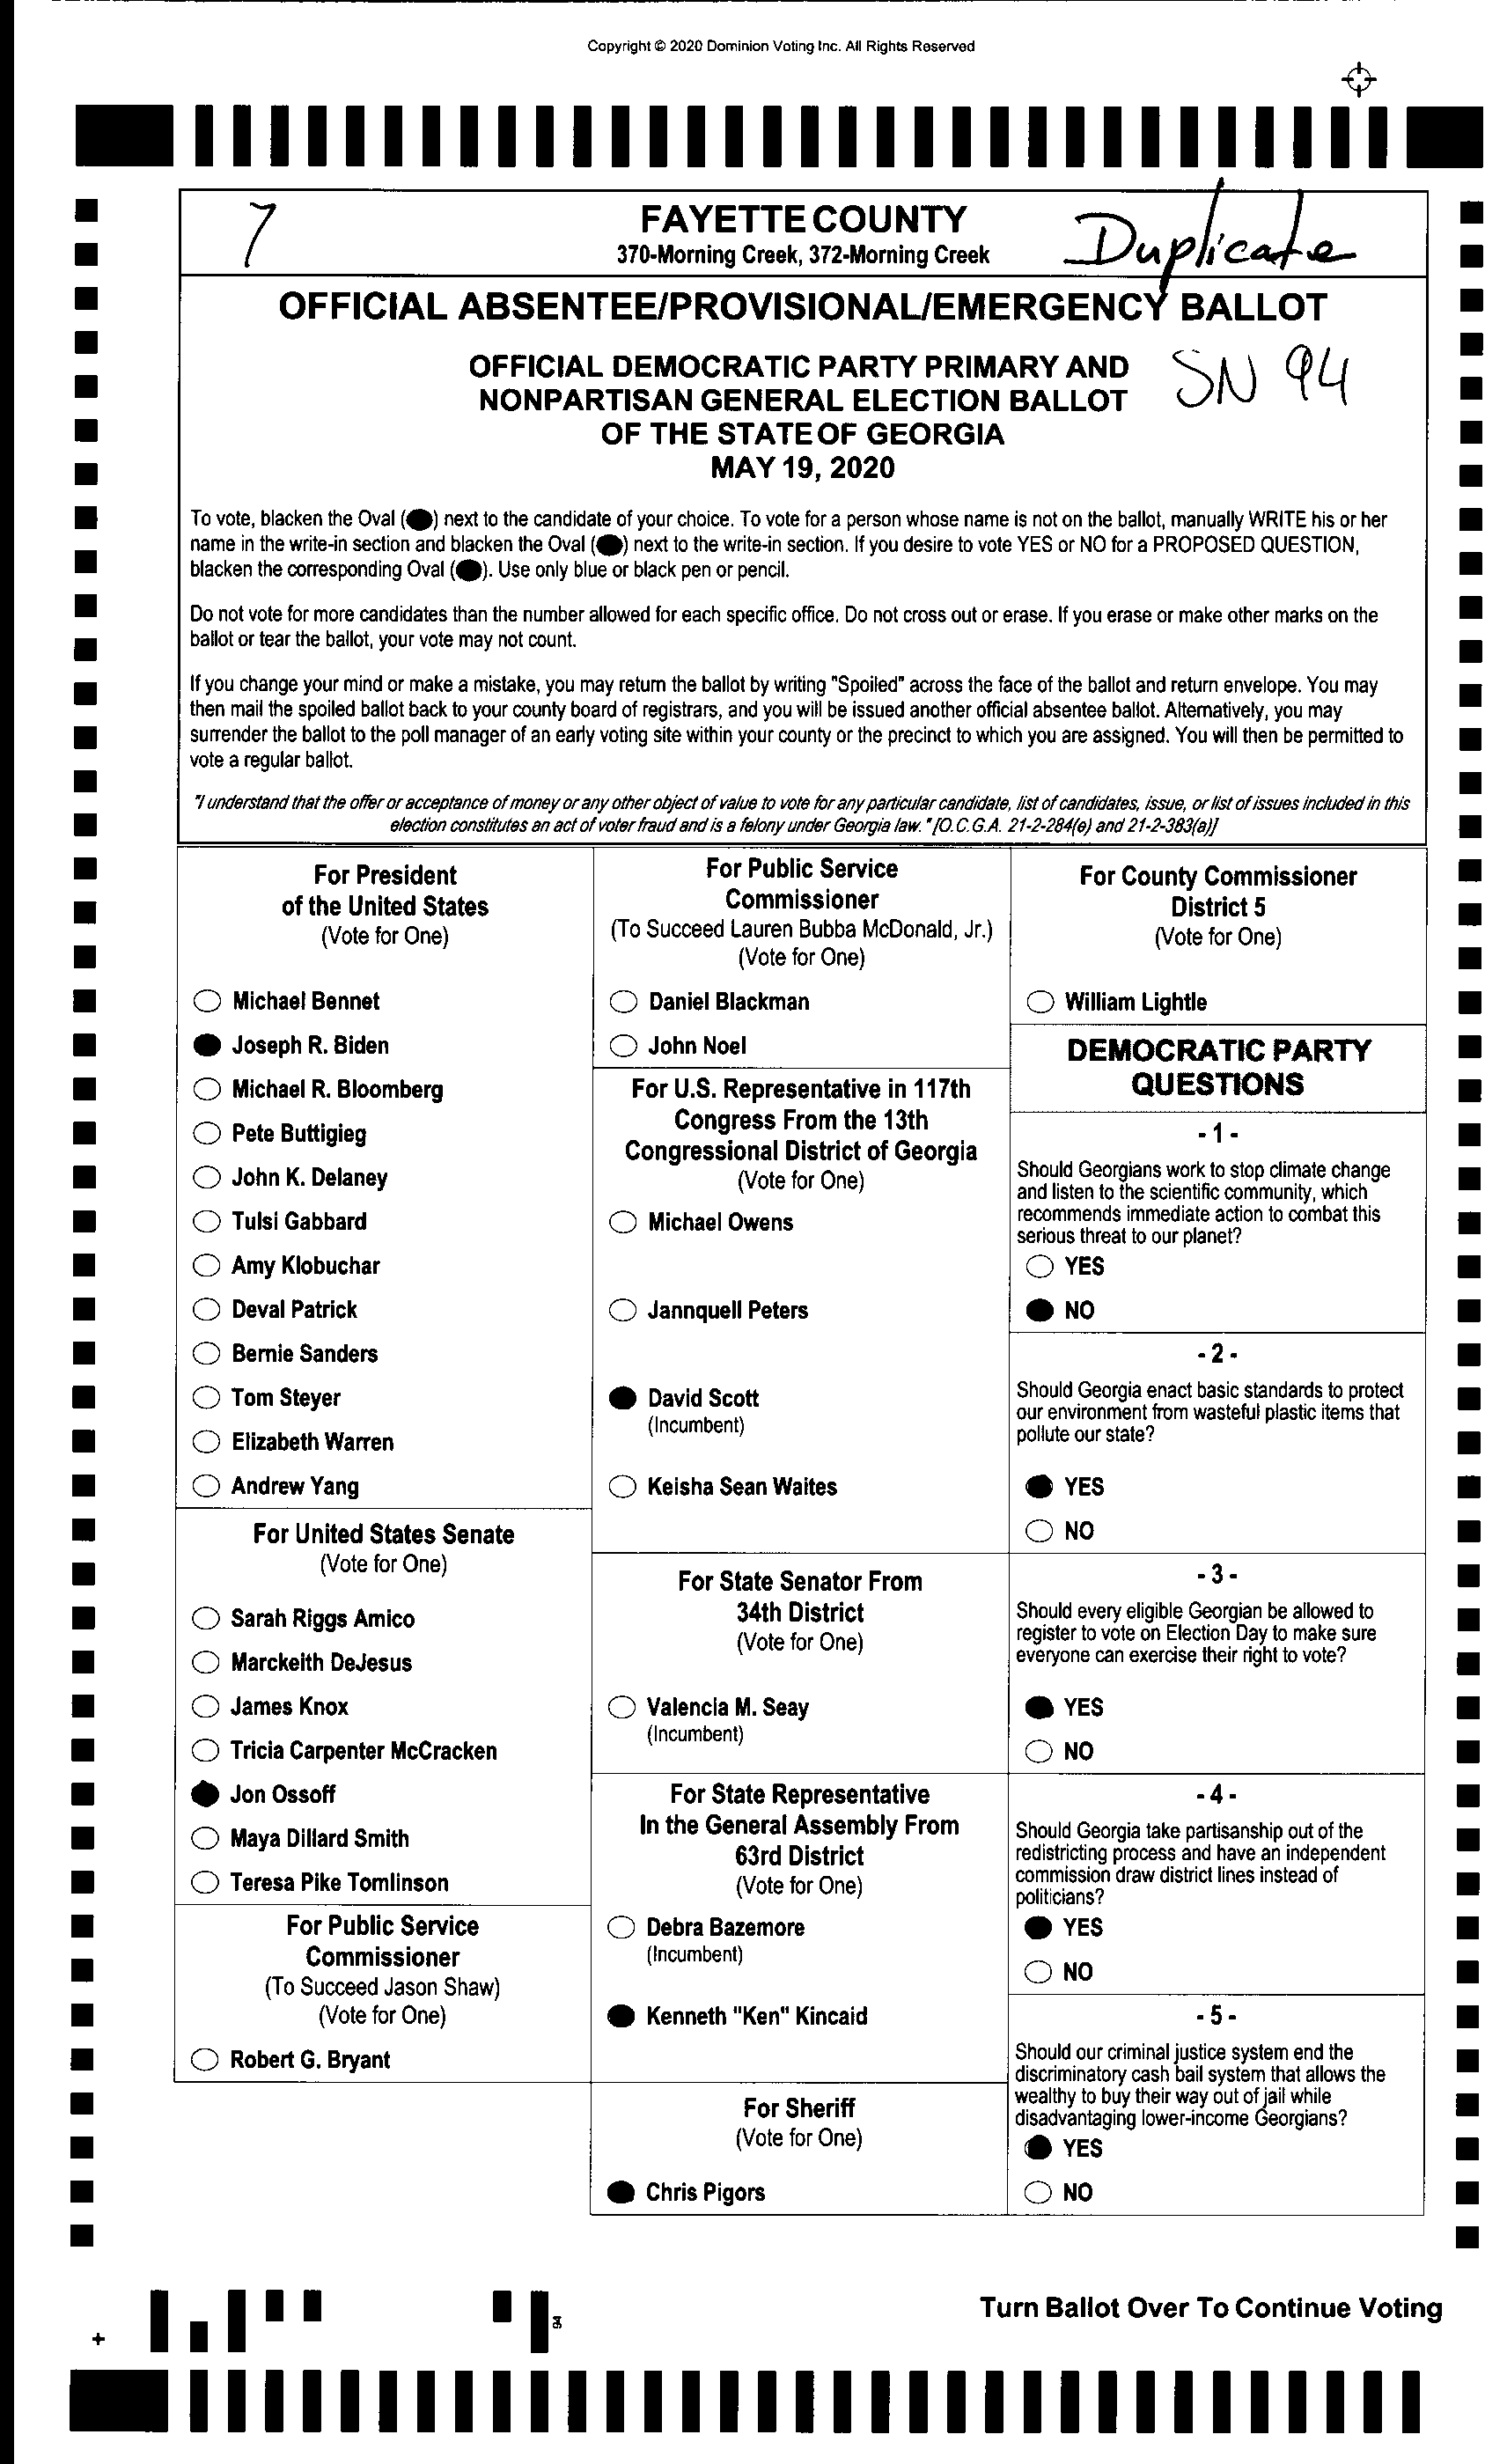 Copyright © 2020 Dominion Voting Inc. All Rights Reserved
7
FAYETTE COUNTY
370-Morning Creek, 372-Morning Creek
Duplicate
OFFICIAL ABSENTEE/PROVISIONAL/EMERGENCY BALLOT
OFFICIAL DEMOCRATIC PARTY PRIMARY AND
NONPARTISAN GENERAL ELECTION BALLOT
OF THE STATE OF GEORGIA
MAY 19, 2020
SN 94
To vote, blacken the Oval ( ) next to the candidate of your choice. To vote for a person whose name is not on the ballot, manually WRITE his or her
name in the write-in section and blacken the Oval ( ) next to the write-in section. If you desire to vote YES or NO for a PROPOSED QUESTION,
blacken the corresponding Oval ( ). Use only blue or black pen or pencil.
Do not vote for more candidates than the number allowed for each specific office. Do not cross out or erase. If you erase or make other marks on the
ballot or tear the ballot, your vote may not count.
If you change your mind or make a mistake, you may return the ballot by writing "Spoiled" across the face of the ballot and return envelope. You may
then mail the spoiled ballot back to your county board of registrars, and you will be issued another official absentee ballot. Alternatively, you may
surrender the ballot to the poll manager of an early voting site within your county or the precinct to which you are assigned. You will then be permitted to
vote a regular ballot.
"I understand that the offer or acceptance of money or any other object of value to vote for any particular candidate, list of candidates, issue, or list of issues included in this
election constitutes an act of voter fraud and is a felony under Georgia law." [O.C.G.A. 21-2-284(e) and 21-2-383(a)]
For President
of the United States
(Vote for One)
Michael Bennet
Joseph R. Biden
Michael R. Bloomberg
Pete Buttigieg
John K. Delaney
Tulsi Gabbard
Amy Klobuchar
Deval Patrick
Bernie Sanders
Tom Steyer
Elizabeth Warren
Andrew Yang
For United States Senate
(Vote for One)
Sarah Riggs Amico
Marckeith DeJesus
James Knox
Tricia Carpenter McCracken
Jon Ossoff
Maya Dillard Smith
Teresa Pike Tomlinson
For Public Service
Commissioner
(To Succeed Jason Shaw)
(Vote for One)
Robert G. Bryant
For Public Service
Commissioner
(To Succeed Lauren Bubba McDonald, Jr.)
(Vote for One)
Daniel Blackman
John Noel
For U.S. Representative in 117th
Congress From the 13th
Congressional District of Georgia
(Vote for One)
Michael Owens
Jannquell Peters
David Scott
(Incumbent)
Keisha Sean Waites
For State Senator From
34th District
(Vote for One)
Valencia M. Seay
(Incumbent)
For State Representative
In the General Assembly From
63rd District
(Vote for One)
Debra Bazemore
(Incumbent)
Kenneth "Ken" Kincaid
For Sheriff
(Vote for One)
Chris Pigors
For County Commissioner
District 5
(Vote for One)
William Lightle
DEMOCRATIC PARTY
QUESTIONS
- 1 -
Should Georgians work to stop climate change
and listen to the scientific community, which
recommends immediate action to combat this
serious threat to our planet?
YES
NO
- 2 -
Should Georgia enact basic standards to protect
our environment from wasteful plastic items that
pollute our state?
YES
NO
- 3 -
Should every eligible Georgian be allowed to
register to vote on Election Day to make sure
everyone can exercise their right to vote?
YES
NO
- 4 -
Should Georgia take partisanship out of the
redistricting process and have an independent
commission draw district lines instead of
politicians?
YES
NO
- 5 -
Should our criminal justice system end the
discriminatory cash bail system that allows the
wealthy to buy their way out of jail while
disadvantaging lower-income Georgians?
YES
NO
94
Turn Ballot Over To Continue Voting